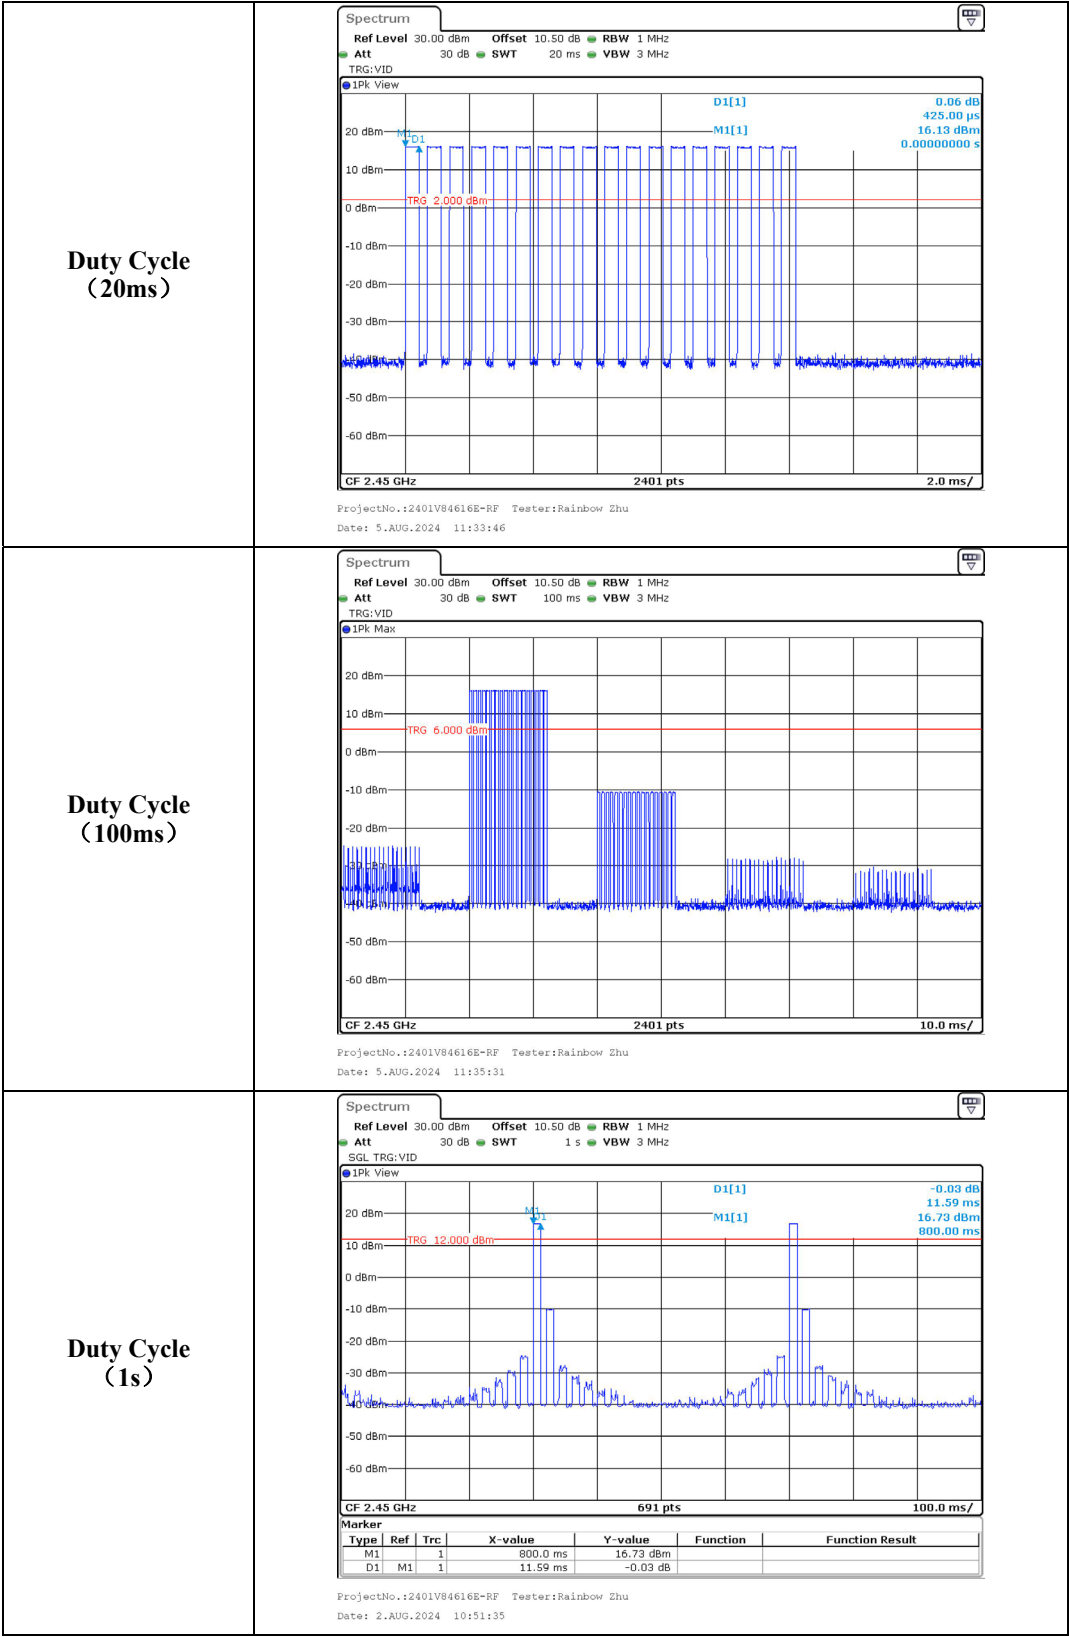 Duty Cycle
（20ms）
Spectrum
Ref Level 30.00 dBm Offset 10.50 dB RBW 1 MHz
Att 30 dB SWT 20 ms VBW 3 MHz
TRG:VID
1Pk View
D1[1] 0.06 dB
425.00 µs
M1[1] 16.13 dBm
0.00000000 s
M1
D1
20 dBm
10 dBm
TRG 2.000 dBm
0 dBm
-10 dBm
-20 dBm
-30 dBm
-40 dBm
-50 dBm
-60 dBm
CF 2.45 GHz 2401 pts 2.0 ms/
ProjectNo.:2401V84616E-RF Tester:Rainbow Zhu
Date: 5.AUG.2024 11:33:46
Duty Cycle
（100ms）
Spectrum
Ref Level 30.00 dBm Offset 10.50 dB RBW 1 MHz
Att 30 dB SWT 100 ms VBW 3 MHz
TRG:VID
1Pk Max
20 dBm
10 dBm
TRG 6.000 dBm
0 dBm
-10 dBm
-20 dBm
-30 dBm
-40 dBm
-50 dBm
-60 dBm
CF 2.45 GHz 2401 pts 10.0 ms/
ProjectNo.:2401V84616E-RF Tester:Rainbow Zhu
Date: 5.AUG.2024 11:35:31
Duty Cycle
（1s）
Spectrum
Ref Level 30.00 dBm Offset 10.50 dB RBW 1 MHz
Att 30 dB SWT 1 s VBW 3 MHz
SGL TRG:VID
1Pk View
D1[1] -0.03 dB
11.59 ms
M1[1] 16.73 dBm
800.00 ms
M1
D1
20 dBm
10 dBm
TRG 12.000 dBm
0 dBm
-10 dBm
-20 dBm
-30 dBm
-40 dBm
-50 dBm
-60 dBm
CF 2.45 GHz 691 pts 100.0 ms/
Marker
Type Ref Trc X-value Y-value Function Function Result
M1 1 800.0 ms 16.73 dBm
D1 M1 1 11.59 ms -0.03 dB
ProjectNo.:2401V84616E-RF Tester:Rainbow Zhu
Date: 2.AUG.2024 10:51:35